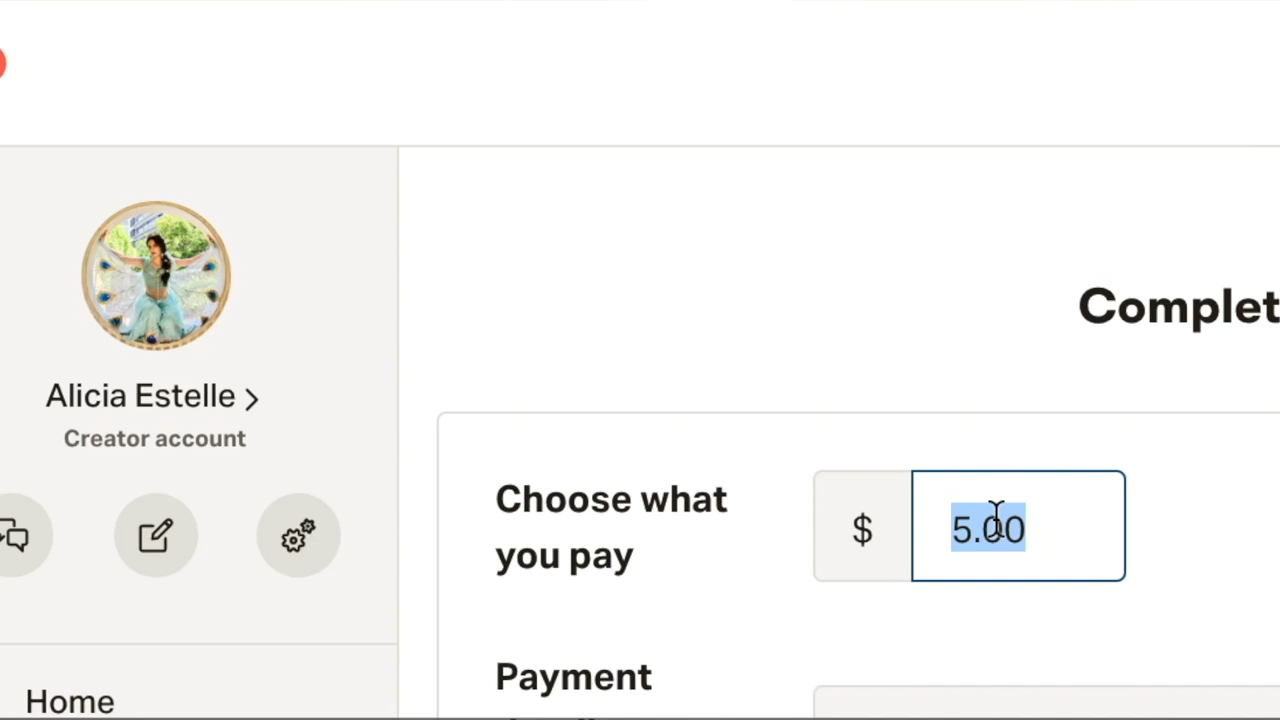 Alicia Estelle
Creator account
Home
Complet
Choose what
you pay
$ 5.00
Payment